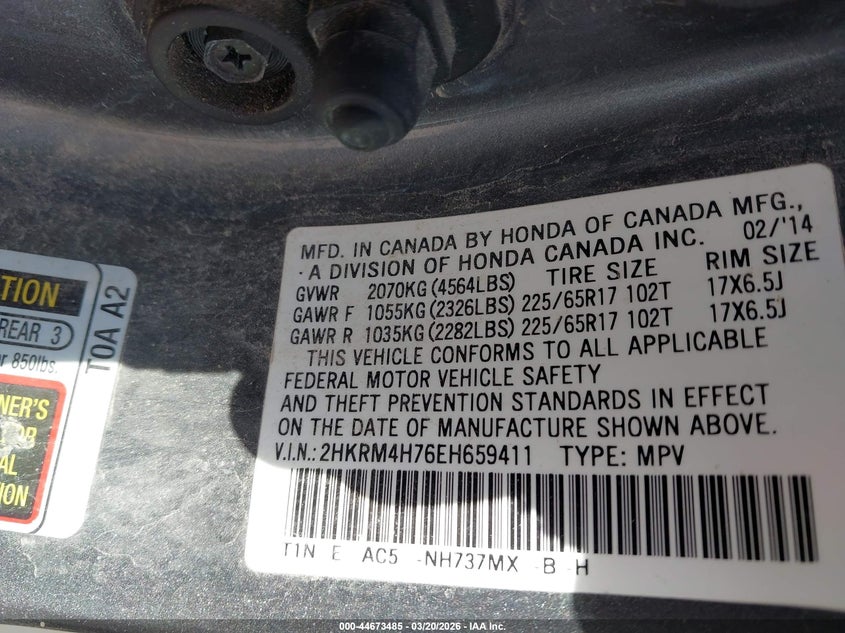 MFD. IN CANADA BY HONDA OF CANADA MFG.,
· A DIVISION OF HONDA CANADA INC. 02/'14
GVWR 2070KG(4564LBS) TIRE SIZE RIM SIZE
GAWR F 1055KG(2326LBS) 225/65R17 102T 17X6.5J
GAWR R 1035KG(2282LBS) 225/65R17 102T 17X6.5J
THIS VEHICLE CONFORMS TO ALL APPLICABLE
FEDERAL MOTOR VEHICLE SAFETY
AND THEFT PREVENTION STANDARDS IN EFFECT
ON THE DATE OF MANUFACTURE SHOWN ABOVE.
V.I.N.: 2HKRM4H76EH659411 TYPE: MPV
T1N E AC5 -NH737MX -B -H
TION
REAR 3
850lbs.
NER'S
AL
ION
T0A A2
000-44673485 - 03/20/2026 - IAA Inc.